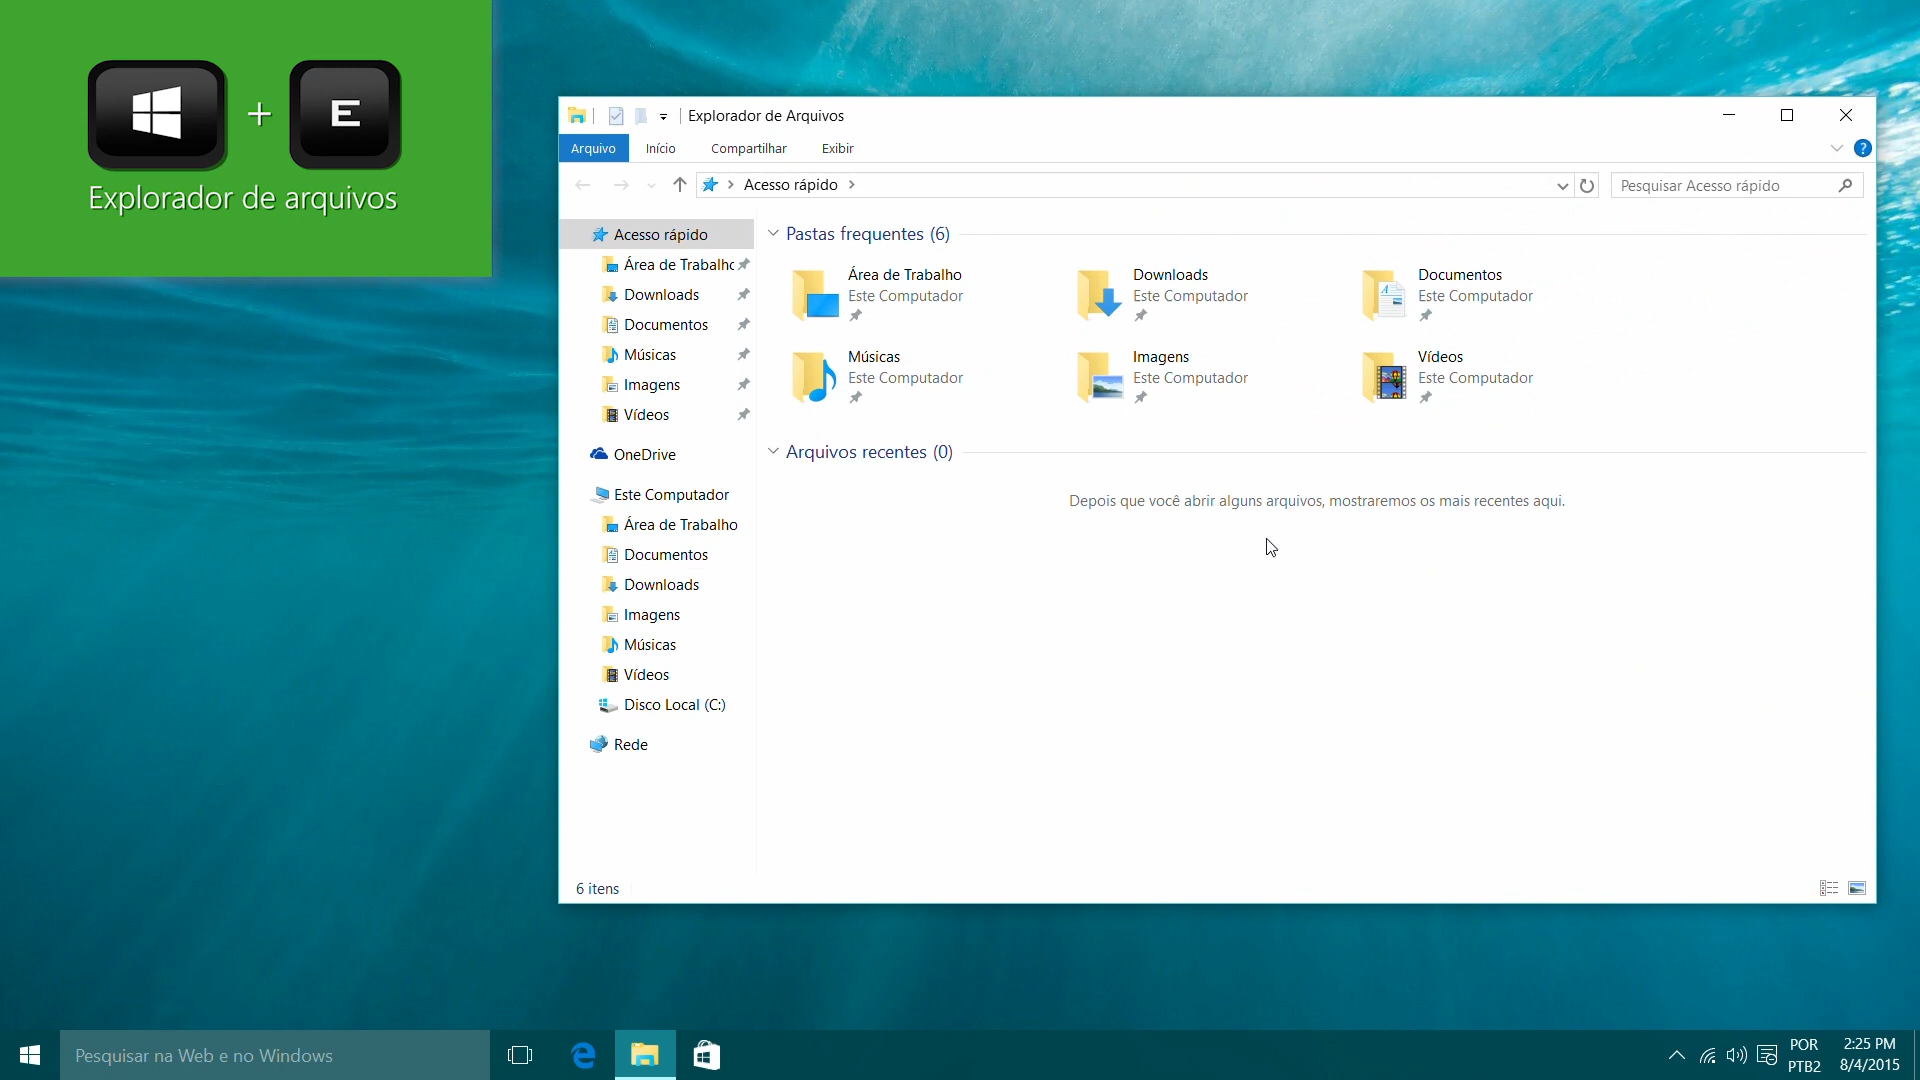 + E
Explorador de arquivos
Explorador de Arquivos
Arquivo Início Compartilhar Exibir
Acesso rápido
Pesquisar Acesso rápido
Acesso rápido
Área de Trabalho
Downloads
Documentos
Músicas
Imagens
Vídeos
OneDrive
Este Computador
Área de Trabalho
Documentos
Downloads
Imagens
Músicas
Vídeos
Disco Local (C:)
Rede
Pastas frequentes (6)
Área de Trabalho
Este Computador
Downloads
Este Computador
Documentos
Este Computador
Músicas
Este Computador
Imagens
Este Computador
Vídeos
Este Computador
Arquivos recentes (0)
Depois que você abrir alguns arquivos, mostraremos os mais recentes aqui.
6 itens
Pesquisar na Web e no Windows
POR
PTB2
2:25 PM
8/4/2015